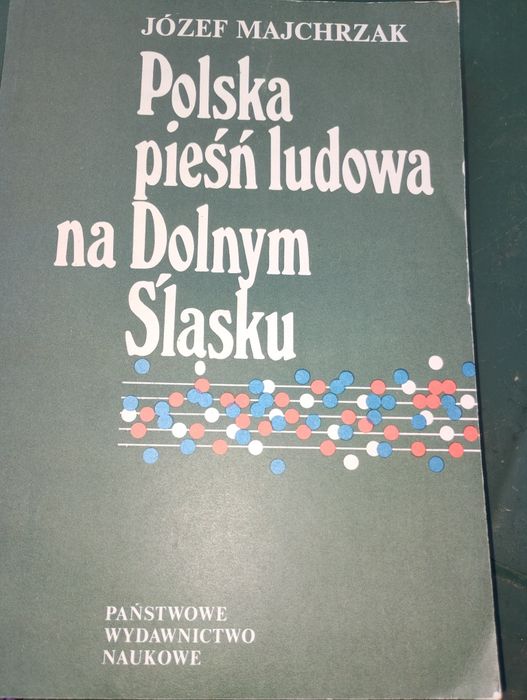 JÓZEF MAJCHRZAK
Polska
pieśń ludowa
na Dolnym
Śląsku
PAŃSTWOWE
WYDAWNICTWO
NAUKOWE